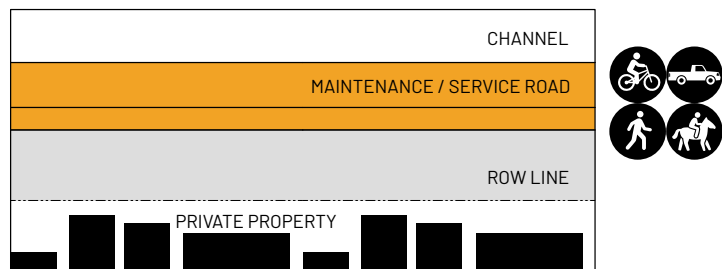 CHANNEL
MAINTENANCE / SERVICE ROAD
ROW LINE
PRIVATE PROPERTY